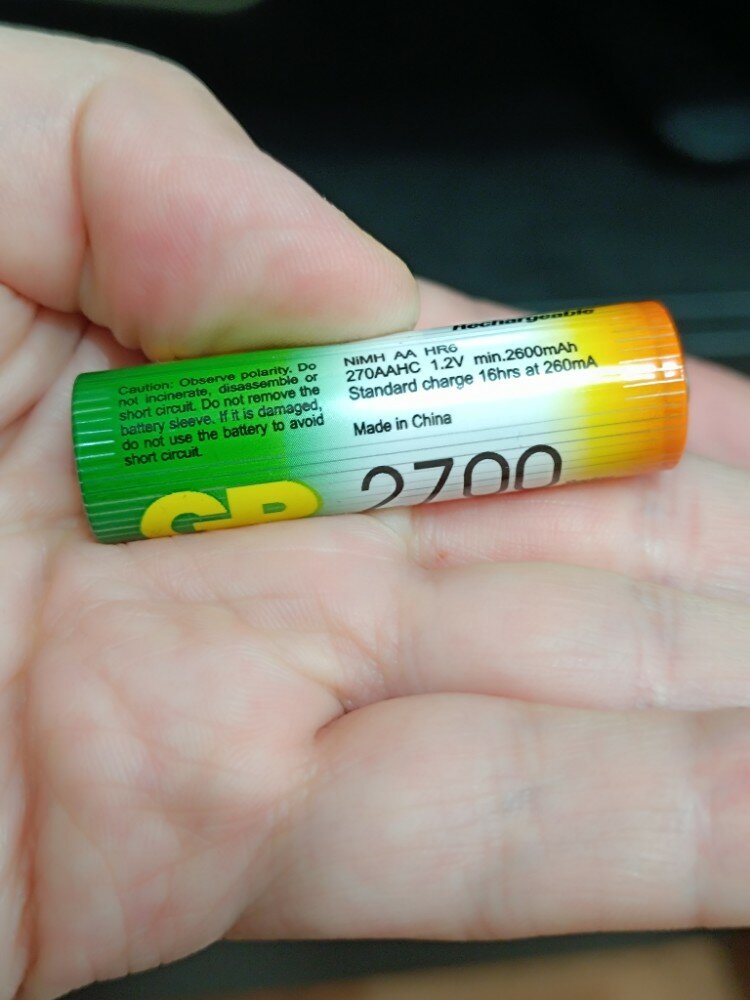 Rechargeable
NiMH AA HR6
270AAHC 1.2V min.2600mAh
Standard charge 16hrs at 260mA
Made in China
Caution: Observe polarity. Do
not incinerate, disassemble or
short circuit. Do not remove the
battery sleeve. If it is damaged,
do not use the battery to avoid
short circuit.
GP
2700